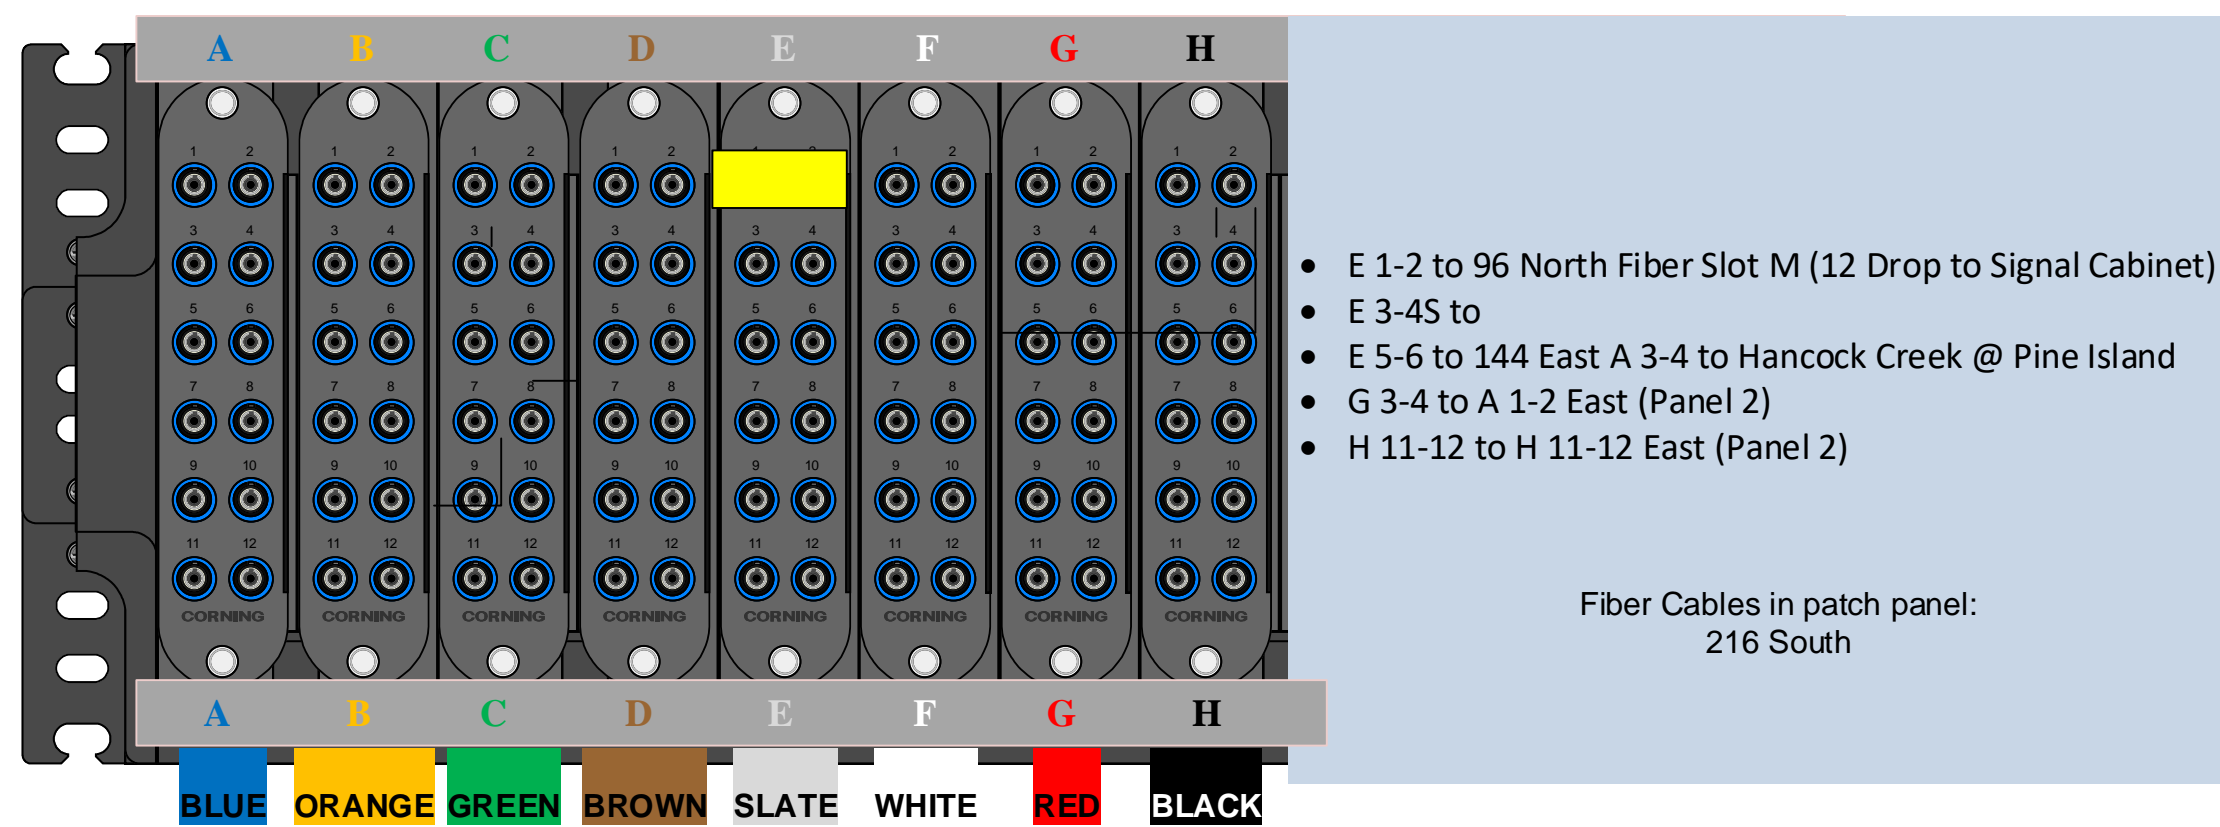 A B C D E F G H
1 2 1 2 1 2 1 2 1 2 1 2 1 2
3 4 3 4 3 4 3 4 3 4 3 4 3 4 3 4
5 6 5 6 5 6 5 6 5 6 5 6 5 6 5 6
7 8 7 8 7 8 7 8 7 8 7 8 7 8 7 8
9 10 9 10 9 10 9 10 9 10 9 10 9 10 9 10
11 12 11 12 11 12 11 12 11 12 11 12 11 12 11 12
CORNING CORNING CORNING CORNING CORNING CORNING CORNING CORNING
A B C D E F G H
BLUE ORANGE GREEN BROWN SLATE WHITE RED BLACK
• E 1-2 to 96 North Fiber Slot M (12 Drop to Signal Cabinet)
• E 3-4S to
• E 5-6 to 144 East A 3-4 to Hancock Creek @ Pine Island
• G 3-4 to A 1-2 East (Panel 2)
• H 11-12 to H 11-12 East (Panel 2)
Fiber Cables in patch panel:
216 South